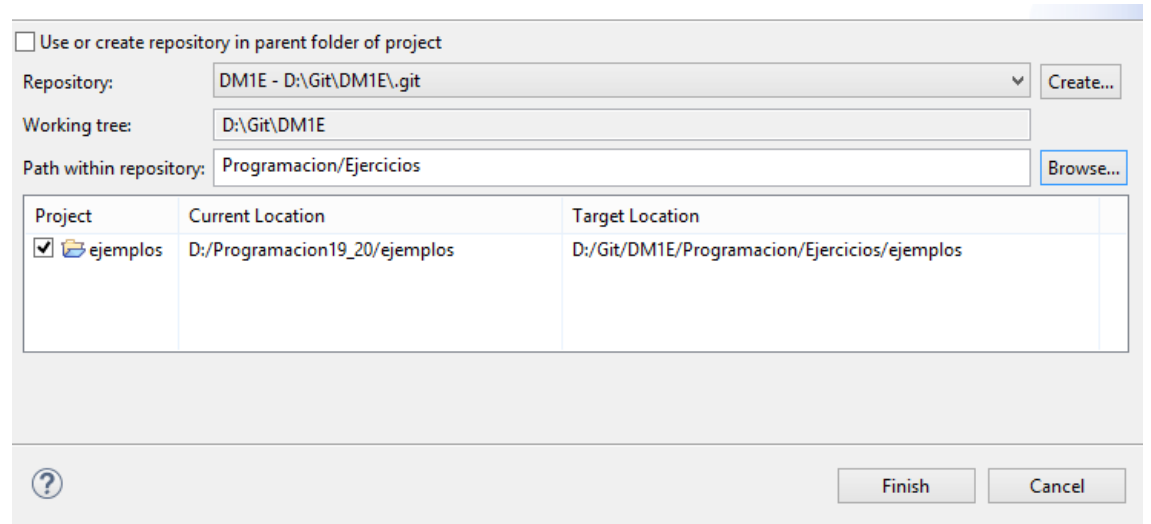 Use or create repository in parent folder of project
Repository: DM1E - D:\Git\DM1E\.git Create...
Working tree: D:\Git\DM1E
Path within repository: Programacion/Ejercicios Browse...
Project Current Location Target Location
ejemplos D:/Programacion19_20/ejemplos D:/Git/DM1E/Programacion/Ejercicios/ejemplos
? Finish Cancel